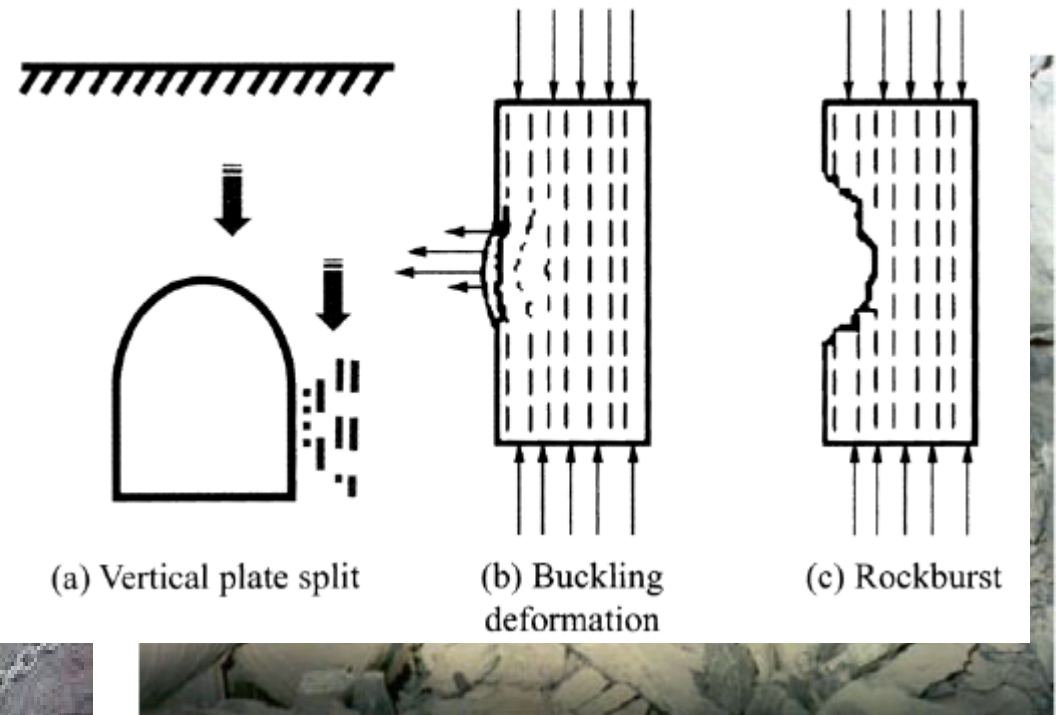 (a) Vertical plate split
(b) Buckling
deformation
(c) Rockburst